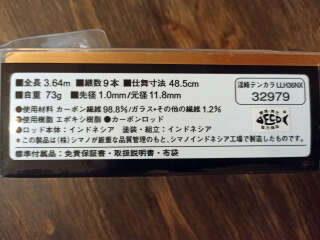 ■全長 3.64m ■継数 9本 ■仕舞寸法 48.5cm
■自重 73g ■先径 1.0mm/元径 11.8mm
●使用材料 カーボン繊維 98.8%/ガラス・その他の繊維 1.2%
●使用樹脂 エポキシ樹脂 ●カーボンロッド
●ロッド本体：インドネシア 塗装・組立：インドネシア
＊この製品は(株)シマノが厳重な品質管理のもと、シマノインドネシア工場で製造したものです。
標準付属品：免責保証書・取扱説明書・布袋
渓峰テンカラ LLH36NX
32979
ECO